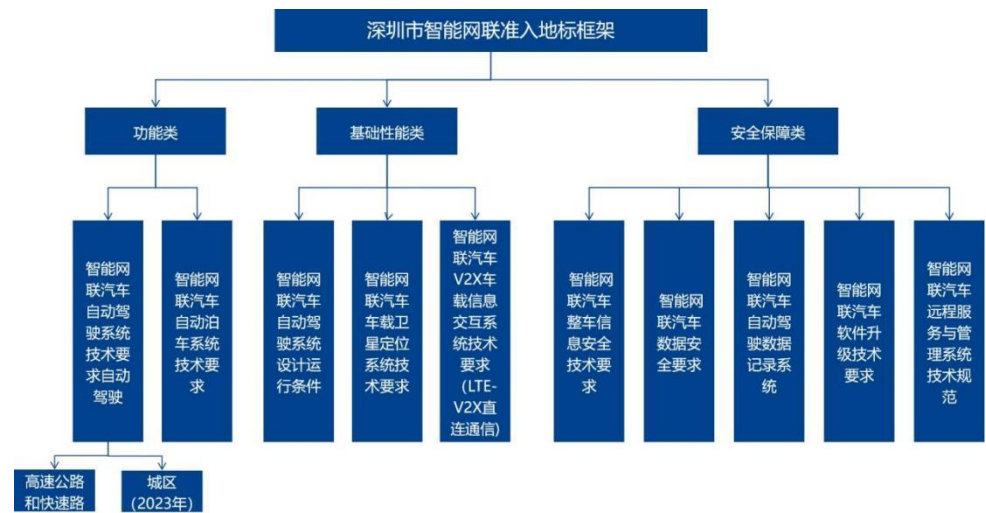 深圳市智能网联准入地标框架
功能类
基础性能类
安全保障类
智能网
联汽车
自动驾
驶系统
技术要
求自动
驾驶
智能网
联汽车
自动泊
车系统
技术要
求
智能网
联汽车
自动驾
驶系统
设计运
行条件
智能网
联汽车
车载卫
星定位
系统技
术要求
智能网
联汽车
V2X车
载信息
交互系
统技术
要求
（LTE-
V2X直
连通信)
智能网
联汽车
整车信
息安全
技术要
求
智能网
联汽车
数据安
全要求
智能网
联汽车
自动驾
驶数据
记录系
统
智能网
联汽车
软件升
级技术
要求
智能网
联汽车
远程服
务与管
理系统
技术规
范
高速公路
和快速路
城区
(2023年)